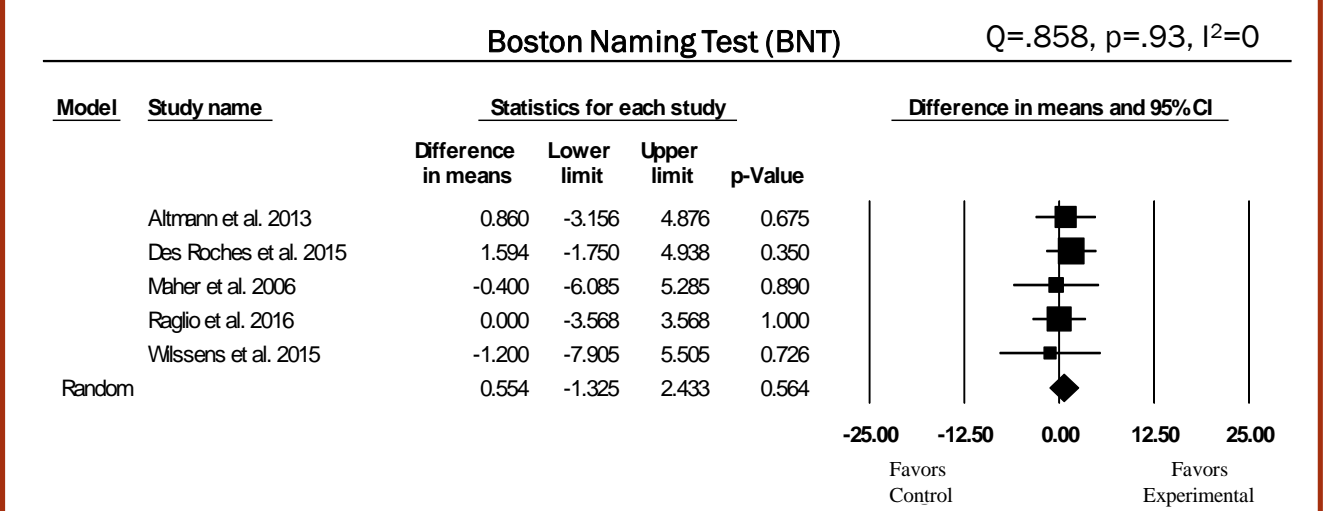 Boston Naming Test (BNT) Q=.858, p=.93, I²=0
Model Study name Statistics for each study Difference in means and 95% CI
Difference in means Lower limit Upper limit p-Value
Altmann et al. 2013 0.860 -3.156 4.876 0.675
Des Roches et al. 2015 1.594 -1.750 4.938 0.350
Maher et al. 2006 -0.400 -6.085 5.285 0.890
Raglio et al. 2016 0.000 -3.568 3.568 1.000
Wilssens et al. 2015 -1.200 -7.905 5.505 0.726
Random 0.554 -1.325 2.433 0.564
-25.00 -12.50 0.00 12.50 25.00
Favors Control Favors Experimental